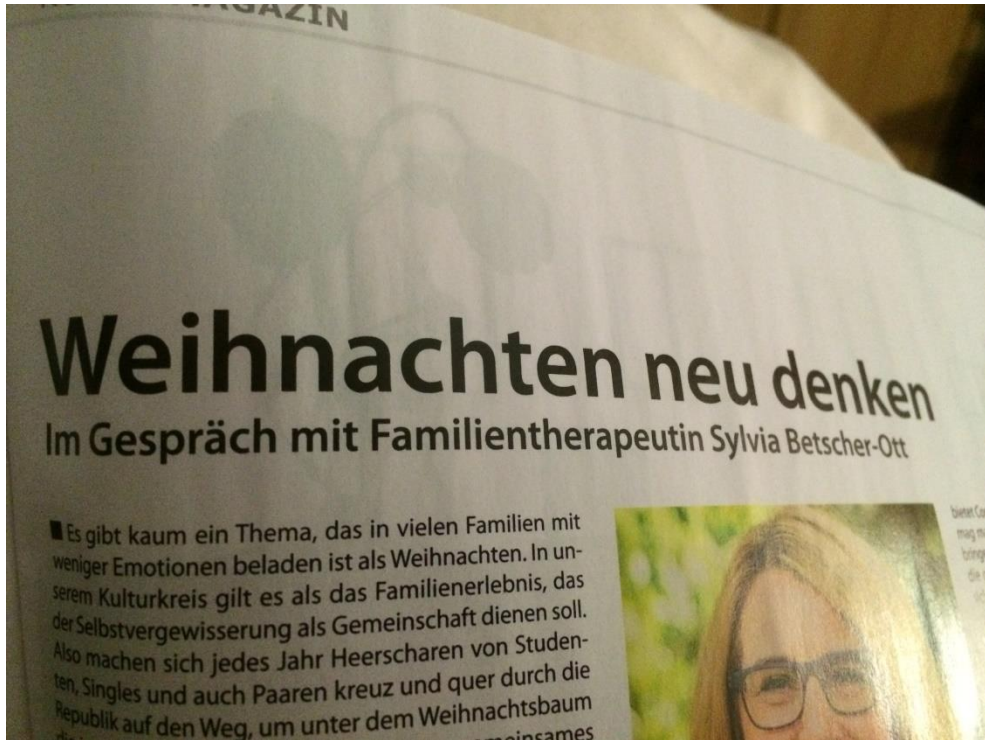 MAGAZIN
Weihnachten neu denken
Im Gespräch mit Familientherapeutin Sylvia Betscher-Ott
■ Es gibt kaum ein Thema, das in vielen Familien mit
weniger Emotionen beladen ist als Weihnachten. In un-
serem Kulturkreis gilt es als das Familienerlebnis, das
der Selbstvergewisserung als Gemeinschaft dienen soll.
Also machen sich jedes Jahr Heerscharen von Studen-
ten, Singles und auch Paaren kreuz und quer durch die
Republik auf den Weg, um unter dem Weihnachtsbaum
bietet
mag